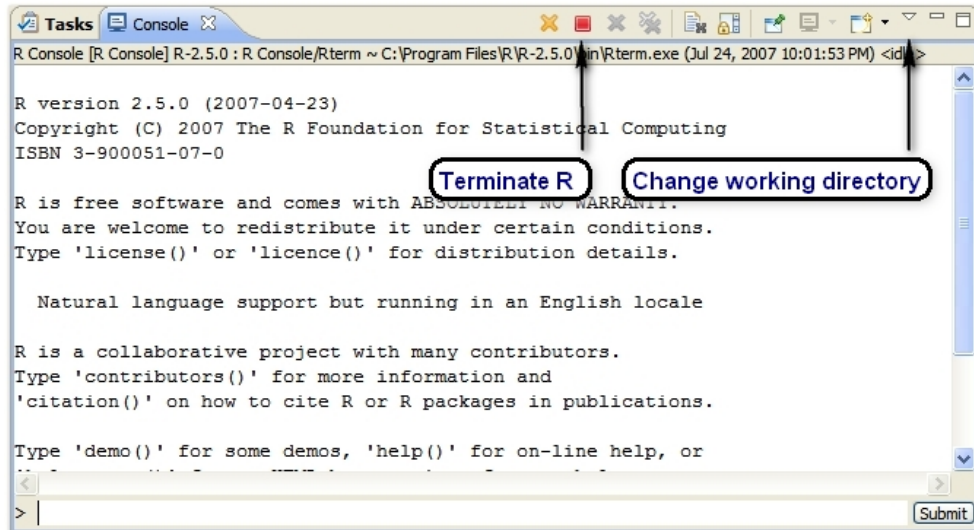 Tasks Console
R Console [R Console] R-2.5.0 : R Console/Rterm ~ C:\Program Files\R\R-2.5.0\bin\Rterm.exe (Jul 24, 2007 10:01:53 PM) <idle>
R version 2.5.0 (2007-04-23)
Copyright (C) 2007 The R Foundation for Statistical Computing
ISBN 3-900051-07-0
Terminate R Change working directory
R is free software and comes with ABSOLUTELY NO WARRANTY.
You are welcome to redistribute it under certain conditions.
Type 'license()' or 'licence()' for distribution details.
Natural language support but running in an English locale
R is a collaborative project with many contributors.
Type 'contributors()' for more information and
'citation()' on how to cite R or R packages in publications.
Type 'demo()' for some demos, 'help()' for on-line help, or
>
Submit